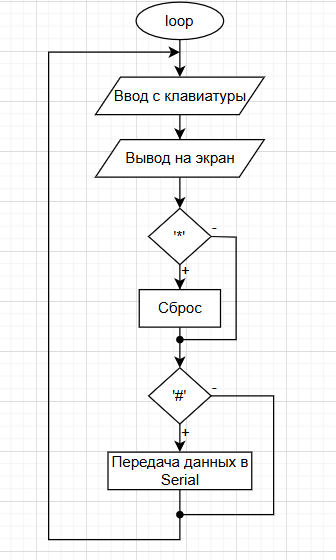 loop
Ввод с клавиатуры
Вывод на экран
'*'
-
+
Сброс
'#'
-
+
Передача данных в
Serial